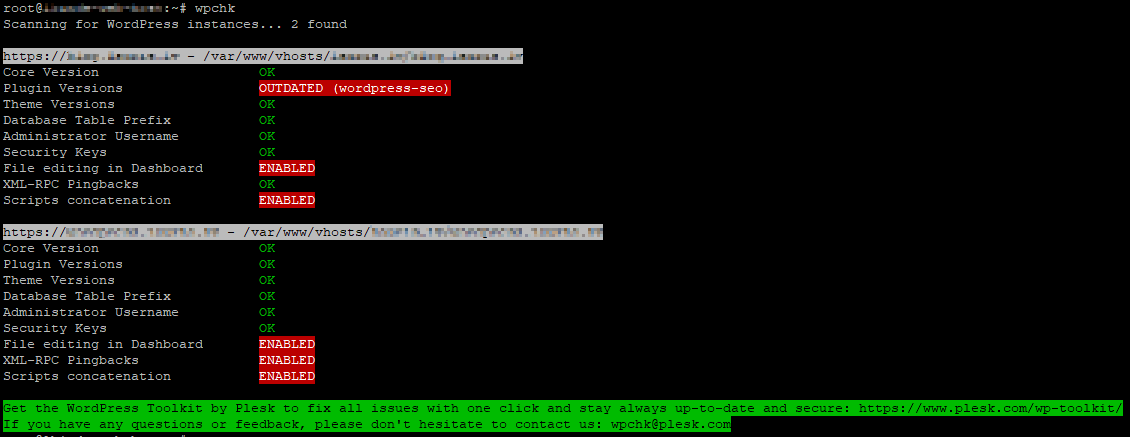 root@:~# wpchk
Scanning for WordPress instances... 2 found
https:// - /var/www/vhosts/
Core Version OK
Plugin Versions OUTDATED (wordpress-seo)
Theme Versions OK
Database Table Prefix OK
Administrator Username OK
Security Keys OK
File editing in Dashboard ENABLED
XML-RPC Pingbacks OK
Scripts concatenation ENABLED
https:// - /var/www/vhosts/
Core Version OK
Plugin Versions OK
Theme Versions OK
Database Table Prefix OK
Administrator Username OK
Security Keys OK
File editing in Dashboard ENABLED
XML-RPC Pingbacks ENABLED
Scripts concatenation ENABLED
Get the WordPress Toolkit by Plesk to fix all issues with one click and stay always up-to-date and secure: https://www.plesk.com/wp-toolkit/
If you have any questions or feedback, please don't hesitate to contact us: wpchk@plesk.com